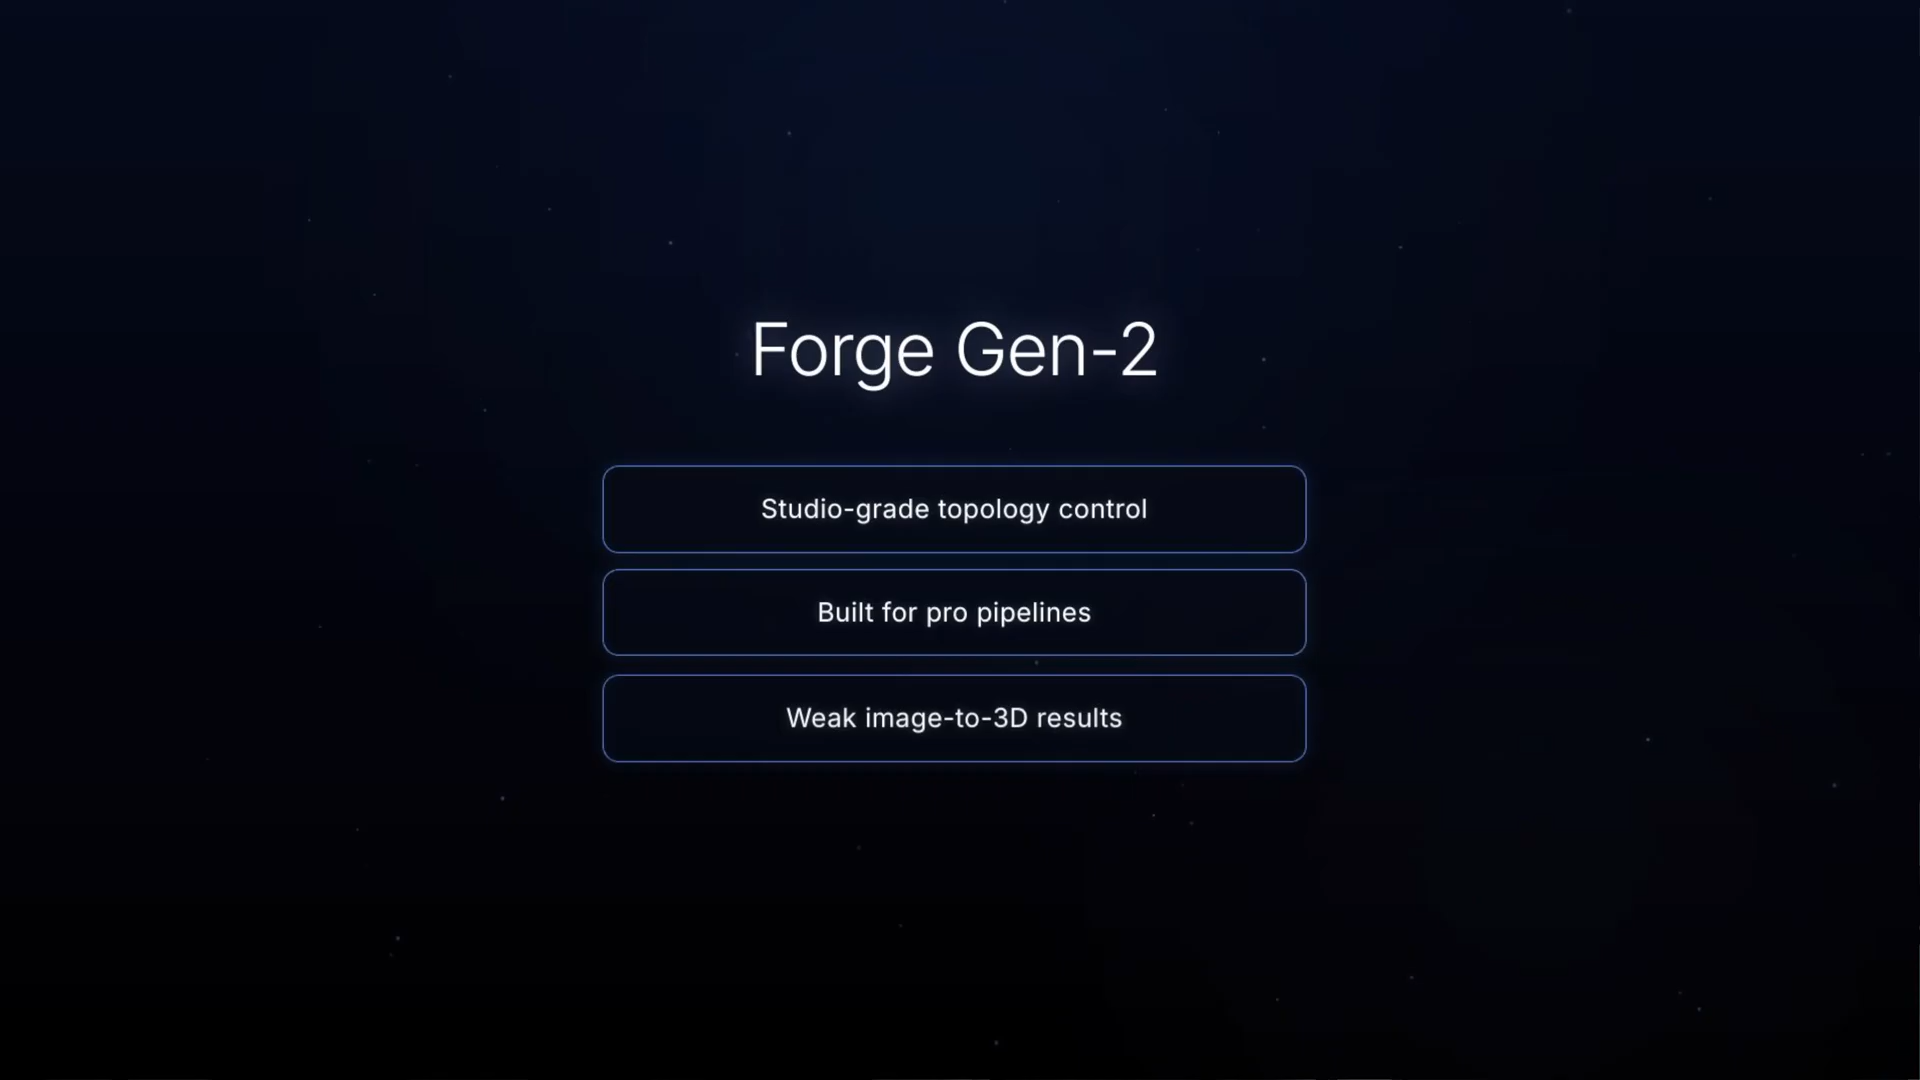 Forge Gen-2
Studio-grade topology control
Built for pro pipelines
Weak image-to-3D results